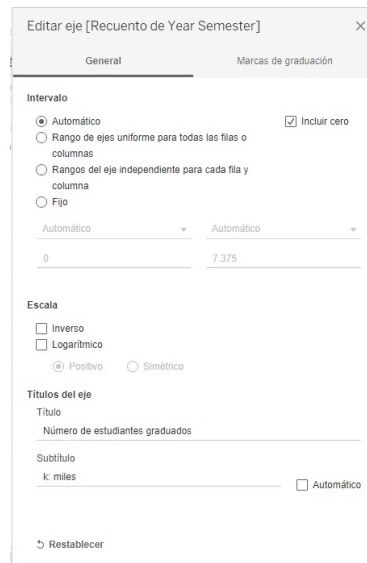 Editar eje [Recuento de Year Semester]
General
Marcas de graduación
Intervalo
Automático
Incluir cero
Rango de ejes uniforme para todas las filas o
columnas
Rangos del eje independiente para cada fila y
columna
Fijo
Automático
Automático
0
7.375
Escala
Inverso
Logarítmico
Positivo
Simétrico
Títulos del eje
Título
Número de estudiantes graduados
Subtítulo
k: miles
Automático
Restablecer